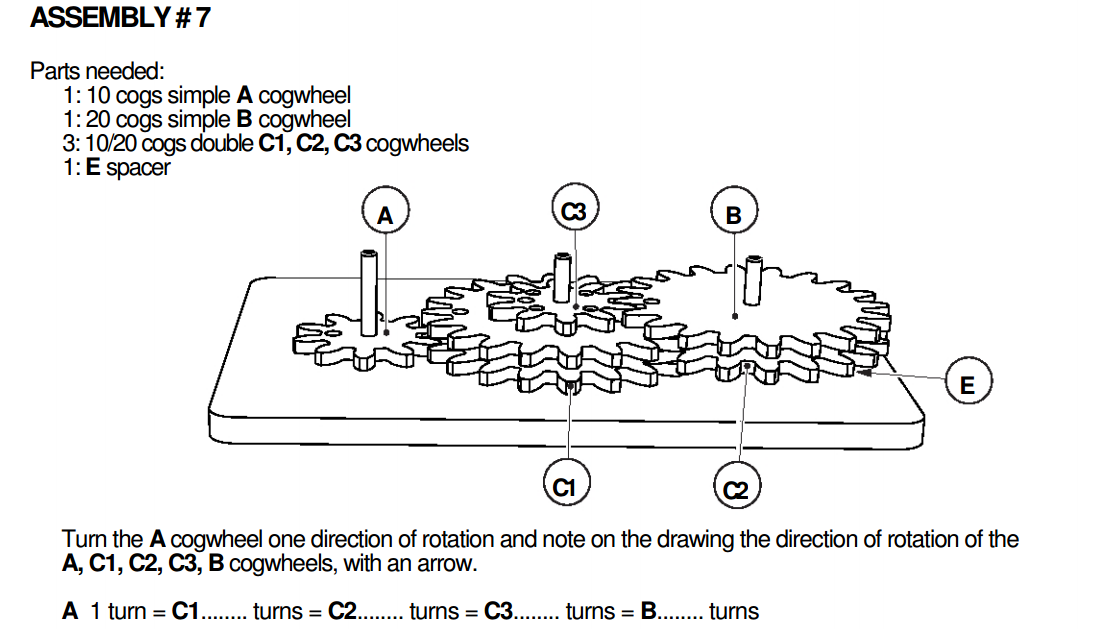 ASSEMBLY # 7
Parts needed:
1: 10 cogs simple A cogwheel
1: 20 cogs simple B cogwheel
3: 10/20 cogs double C1, C2, C3 cogwheels
1: E spacer
A
C3
B
E
C1
C2
Turn the A cogwheel one direction of rotation and note on the drawing the direction of rotation of the
A, C1, C2, C3, B cogwheels, with an arrow.
A 1 turn = C1........ turns = C2........ turns = C3........ turns = B........ turns